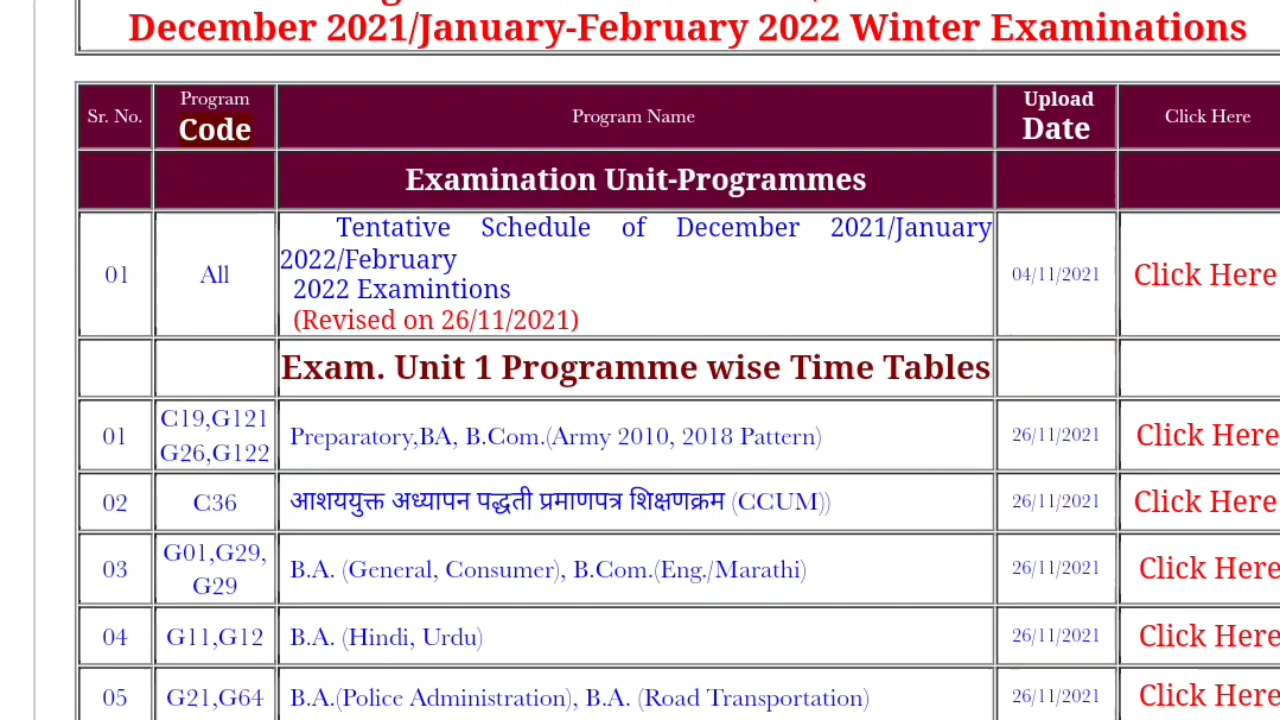 December 2021/January-February 2022 Winter Examinations
Sr. No.
Program
Code
Program Name
Upload
Date
Click Here
Examination Unit-Programmes
01
All
Tentative Schedule of December 2021/January
2022/February
2022 Examintions
(Revised on 26/11/2021)
04/11/2021
Click Here
Exam. Unit 1 Programme wise Time Tables
01
C19,G121
G26,G122
Preparatory,BA, B.Com.(Army 2010, 2018 Pattern)
26/11/2021
Click Here
02
C36
आशययुक्त अध्यापन पद्धती प्रमाणपत्र शिक्षणक्रम (CCUM))
26/11/2021
Click Here
03
G01,G29,
G29
B.A. (General, Consumer), B.Com.(Eng./Marathi)
26/11/2021
Click Here
04
G11,G12
B.A. (Hindi, Urdu)
26/11/2021
Click Here
05
G21,G64
B.A.(Police Administration), B.A. (Road Transportation)
26/11/2021
Click Here